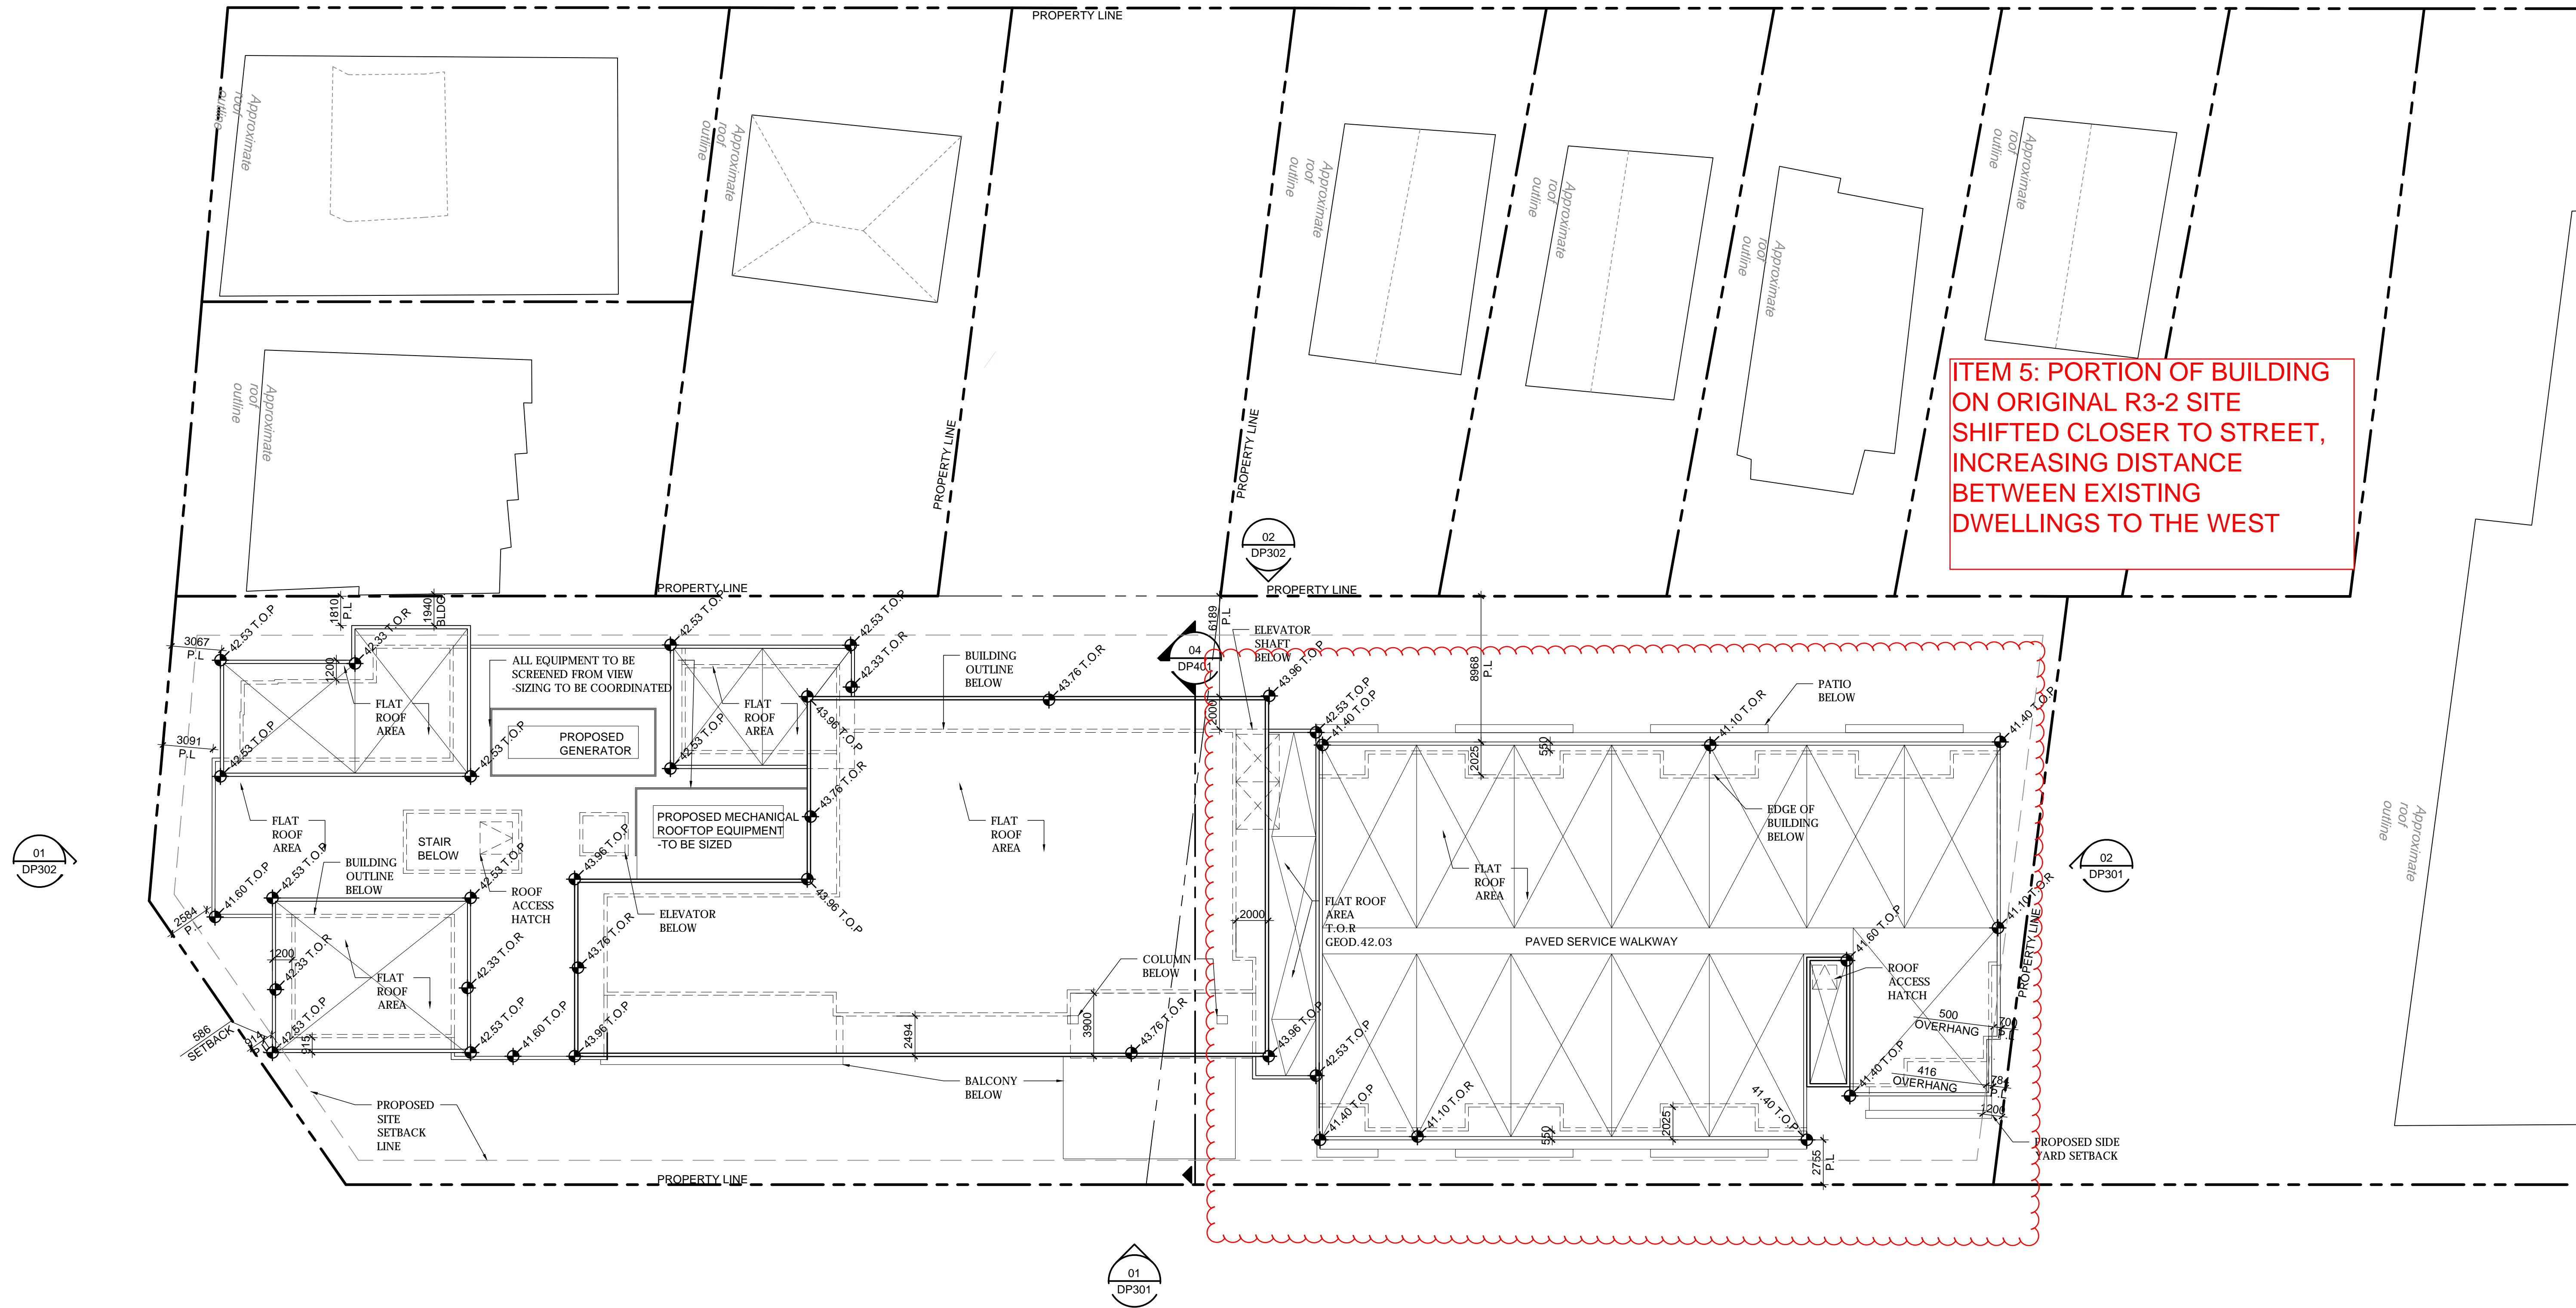 PROPERTY LINE
Approximate
roof
outline
Approximate
roof
outline
Approximate
roof
outline
Approximate
roof
outline
Approximate
roof
outline
Approximate
roof
outline
Approximate
roof
outline
Approximate
roof
outline
ITEM 5: PORTION OF BUILDING
ON ORIGINAL R3-2 SITE
SHIFTED CLOSER TO STREET,
INCREASING DISTANCE
BETWEEN EXISTING
DWELLINGS TO THE WEST
PROPERTY LINE
PROPERTY LINE
02
DP302
PROPERTY LINE
PROPERTY LINE
1810
P.L
1940
BLDG
3067
P.L
42.53 T.O.P
42.33 T.O.R
1200
42.53 T.O.P
42.53 T.O.P
42.33 T.O.R
ALL EQUIPMENT TO BE
SCREENED FROM VIEW
-SIZING TO BE COORDINATED
BUILDING
OUTLINE
BELOW
43.76 T.O.R
04
DP401
6189
P.L
ELEVATOR
SHAFT
BELOW
43.96 T.O.P
2000
42.53 T.O.P
41.40 T.O.P
8968
P.L
41.10 T.O.R
PATIO
BELOW
41.40 T.O.P
FLAT
ROOF
AREA
FLAT
ROOF
AREA
PROPOSED
GENERATOR
3091
P.L
42.53 T.O.P
42.53 T.O.P
42.53 T.O.P
43.96 T.O.P
43.76 T.O.R
2025
550
EDGE OF
BUILDING
BELOW
FLAT
ROOF
AREA
PROPOSED MECHANICAL
ROOFTOP EQUIPMENT
-TO BE SIZED
FLAT
ROOF
AREA
STAIR
BELOW
01
DP302
02
DP301
BUILDING
OUTLINE
BELOW
42.53 T.O.P
41.60 T.O.P
42.53 T.O.P
ROOF
ACCESS
HATCH
43.96 T.O.P
43.96 T.O.P
ELEVATOR
BELOW
FLAT
ROOF
AREA
2000
FLAT ROOF
AREA
T.O.R
GEOD.42.03
PAVED SERVICE WALKWAY
41.60 T.O.P
41.10 T.O.R
PROPERTY LINE
2584
P.L
1200
42.33 T.O.R
42.33 T.O.R
43.76 T.O.R
FLAT
ROOF
AREA
COLUMN
BELOW
ROOF
ACCESS
HATCH
500
OVERHANG
700
P.L
586
SETBACK
914
42.53 T.O.P
915
42.53 T.O.P
41.60 T.O.P
43.96 T.O.P
2494
3900
43.76 T.O.R
43.96 T.O.P
42.53 T.O.P
41.40 T.O.P
416
OVERHANG
784
P.L
1200
BALCONY
BELOW
PROPOSED
SITE
SETBACK
LINE
41.40 T.O.P
41.10 T.O.R
550
2025
41.40 T.O.P
2755
P.L
PROPOSED SIDE
YARD SETBACK
PROPERTY LINE
01
DP301